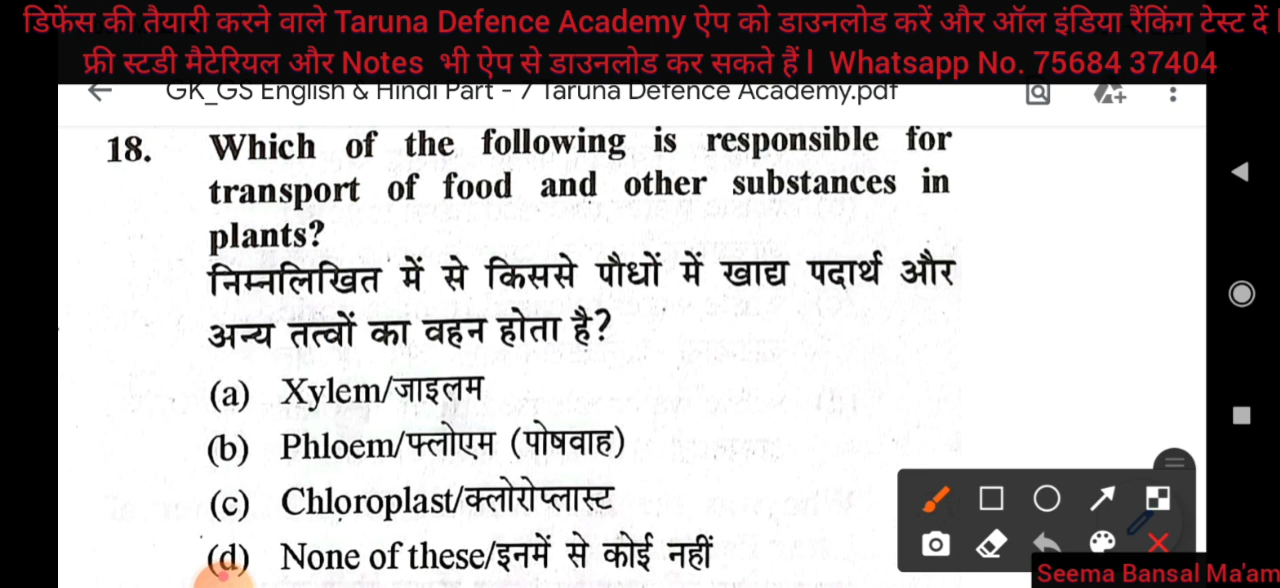 डिफेंस की तैयारी करने वाले Taruna Defence Academy ऐप को डाउनलोड करें और ऑल इंडिया रैंकिंग टेस्ट दें।
फ्री स्टडी मैटेरियल और Notes भी ऐप से डाउनलोड कर सकते हैं। Whatsapp No. 75684 37404
GK_GS English & Hindi Part - 7 Taruna Defence Academy.pdf
18. Which of the following is responsible for
transport of food and other substances in
plants?
निम्नलिखित में से किससे पौधों में खाद्य पदार्थ और
अन्य तत्वों का वहन होता है?
(a) Xylem/जाइलम
(b) Phloem/फ्लोएम (पोषवाह)
(c) Chloroplast/क्लोरोप्लास्ट
(d) None of these/इनमें से कोई नहीं
Seema Bansal Ma'am